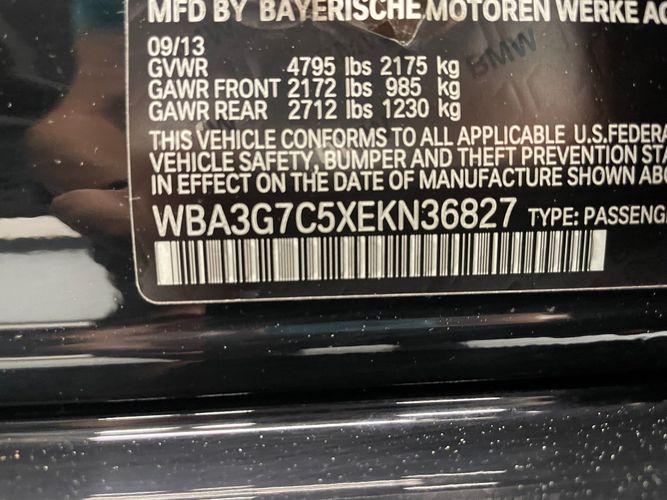 MFD BY BAYERISCHE MOTOREN WERKE AG
09/13
GVWR 4795 lbs 2175 kg
GAWR FRONT 2172 lbs 985 kg
GAWR REAR 2712 lbs 1230 kg
THIS VEHICLE CONFORMS TO ALL APPLICABLE U.S.FEDERA
VEHICLE SAFETY, BUMPER AND THEFT PREVENTION STA
IN EFFECT ON THE DATE OF MANUFACTURE SHOWN ABO
WBA3G7C5XEKN36827 TYPE: PASSENG
BMW